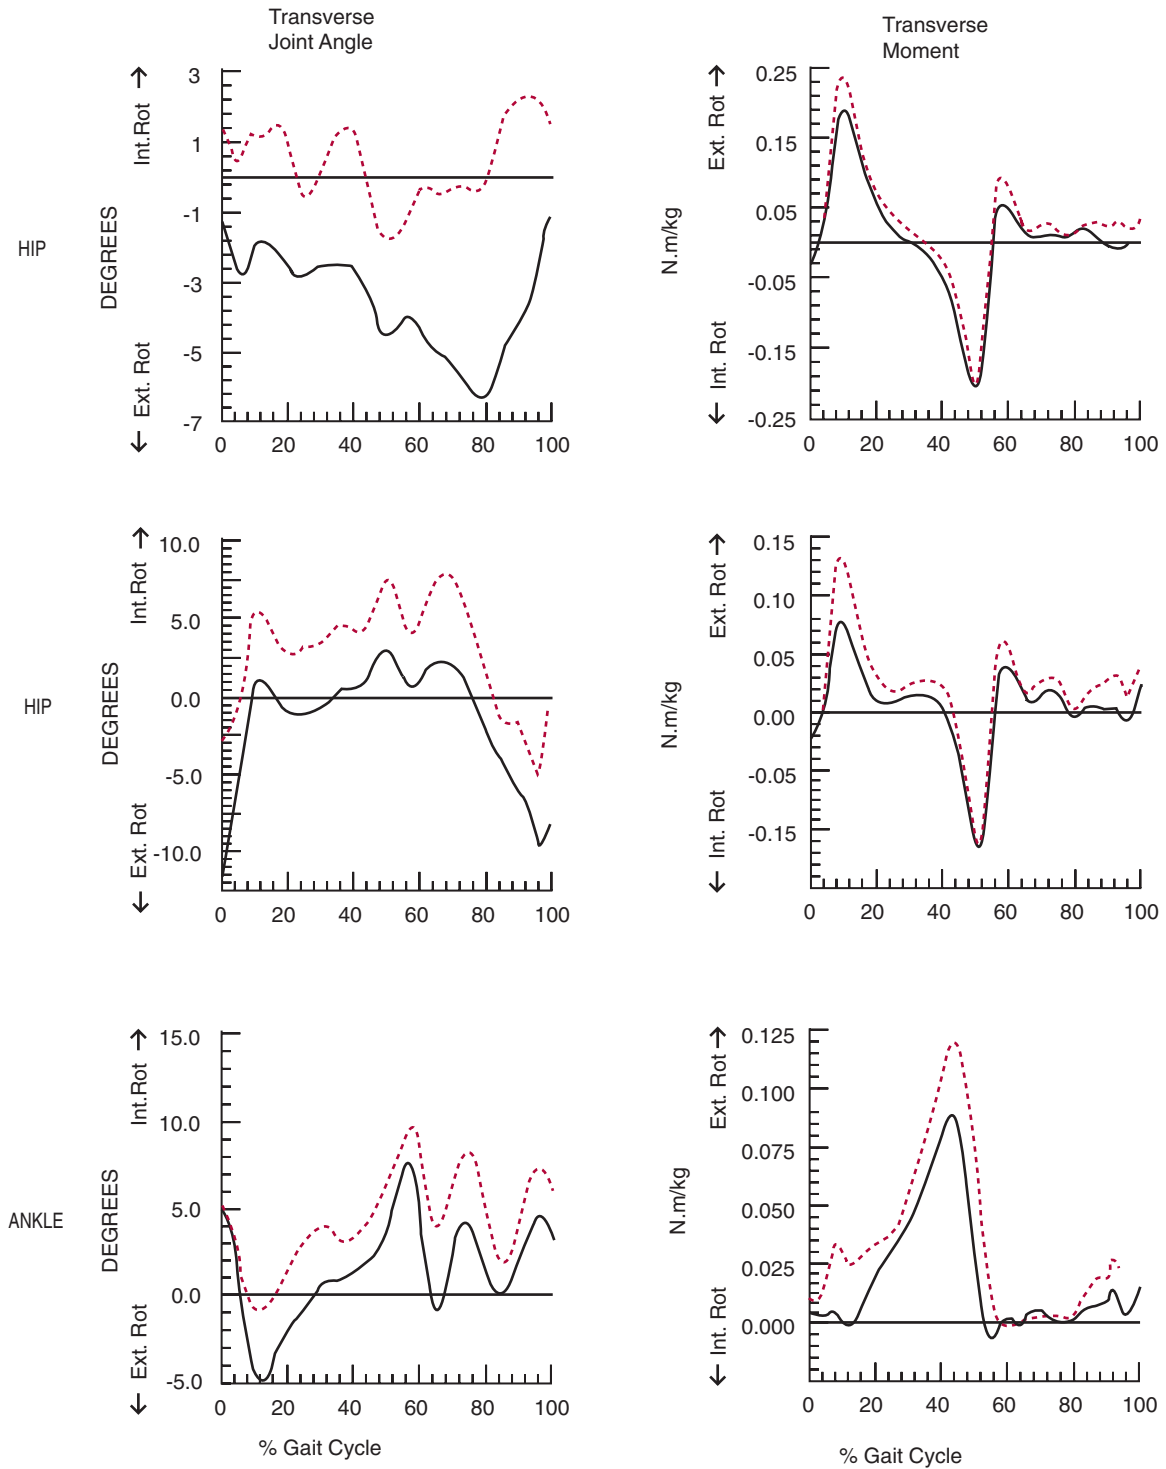 Transverse
Joint Angle
Transverse
Moment
HIP
DEGREES
← Ext. Rot
Int.Rot →
3
1
-1
-3
-5
-7
0 20 40 60 80 100
N.m/kg
← Int. Rot
Ext. Rot →
0.25
0.15
0.05
-0.05
-0.15
-0.25
0 20 40 60 80 100
HIP
DEGREES
← Ext. Rot
Int.Rot →
10.0
5.0
0.0
-5.0
-10.0
0 20 40 60 80 100
N.m/kg
← Int. Rot
Ext. Rot →
0.15
0.10
0.05
0.00
-0.05
-0.15
0 20 40 60 80 100
ANKLE
DEGREES
← Ext. Rot
Int.Rot →
15.0
10.0
5.0
0.0
-5.0
0 20 40 60 80 100
% Gait Cycle
N.m/kg
← Int. Rot
Ext. Rot →
0.125
0.100
0.075
0.050
0.025
0.000
0 20 40 60 80 100
% Gait Cycle